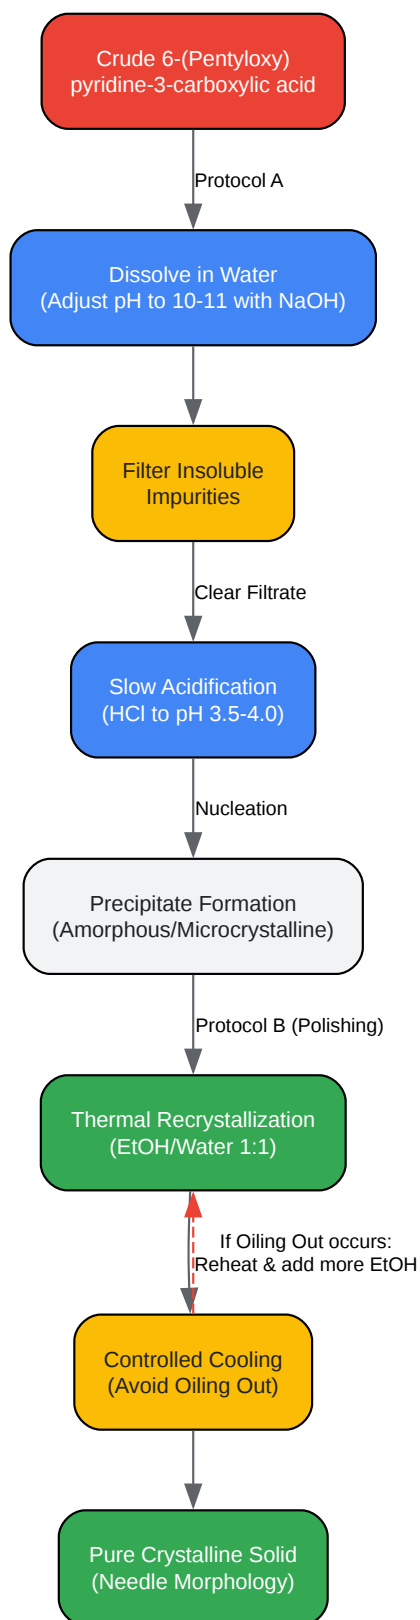 Crude 6-(Pentyloxy)
pyridine-3-carboxylic acid
Protocol A
Dissolve in Water
(Adjust pH to 10-11 with NaOH)
Filter Insoluble
Impurities
Clear Filtrate
Slow Acidification
(HCl to pH 3.5-4.0)
Nucleation
Precipitate Formation
(Amorphous/Microcrystalline)
Protocol B (Polishing)
Thermal Recrystallization
(EtOH/Water 1:1)
If Oiling Out occurs:
Reheat & add more EtOH
Controlled Cooling
(Avoid Oiling Out)
Pure Crystalline Solid
(Needle Morphology)